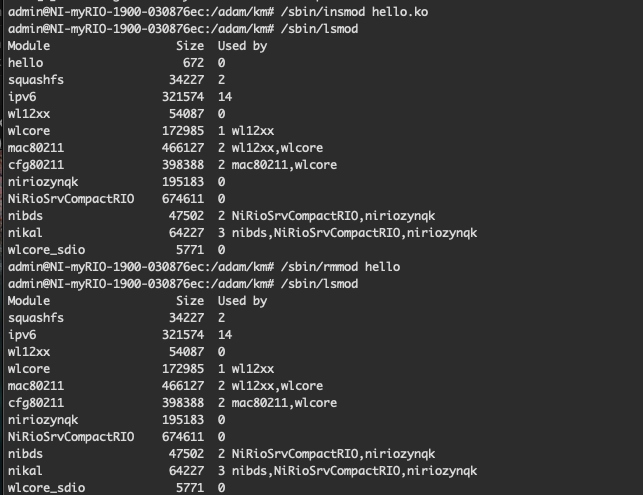 admin@NI-myRIO-1900-030876ec:/adam/km# /sbin/insmod hello.ko
admin@NI-myRIO-1900-030876ec:/adam/km# /sbin/lsmod
Module                  Size  Used by
hello                    672  0
squashfs               34227  2
ipv6                  321574  14
wl12xx                 54087  0
wlcore                172985  1 wl12xx
mac80211              466127  2 wl12xx,wlcore
cfg80211              398388  2 mac80211,wlcore
niriozynqk            195183  0
NiRioSrvCompactRIO    674611  0
nibds                  47502  2 NiRioSrvCompactRIO,niriozynqk
nikal                  64227  3 nibds,NiRioSrvCompactRIO,niriozynqk
wlcore_sdio             5771  0
admin@NI-myRIO-1900-030876ec:/adam/km# /sbin/rmmod hello
admin@NI-myRIO-1900-030876ec:/adam/km# /sbin/lsmod
Module                  Size  Used by
squashfs               34227  2
ipv6                  321574  14
wl12xx                 54087  0
wlcore                172985  1 wl12xx
mac80211              466127  2 wl12xx,wlcore
cfg80211              398388  2 mac80211,wlcore
niriozynqk            195183  0
NiRioSrvCompactRIO    674611  0
nibds                  47502  2 NiRioSrvCompactRIO,niriozynqk
nikal                  64227  3 nibds,NiRioSrvCompactRIO,niriozynqk
wlcore_sdio             5771  0